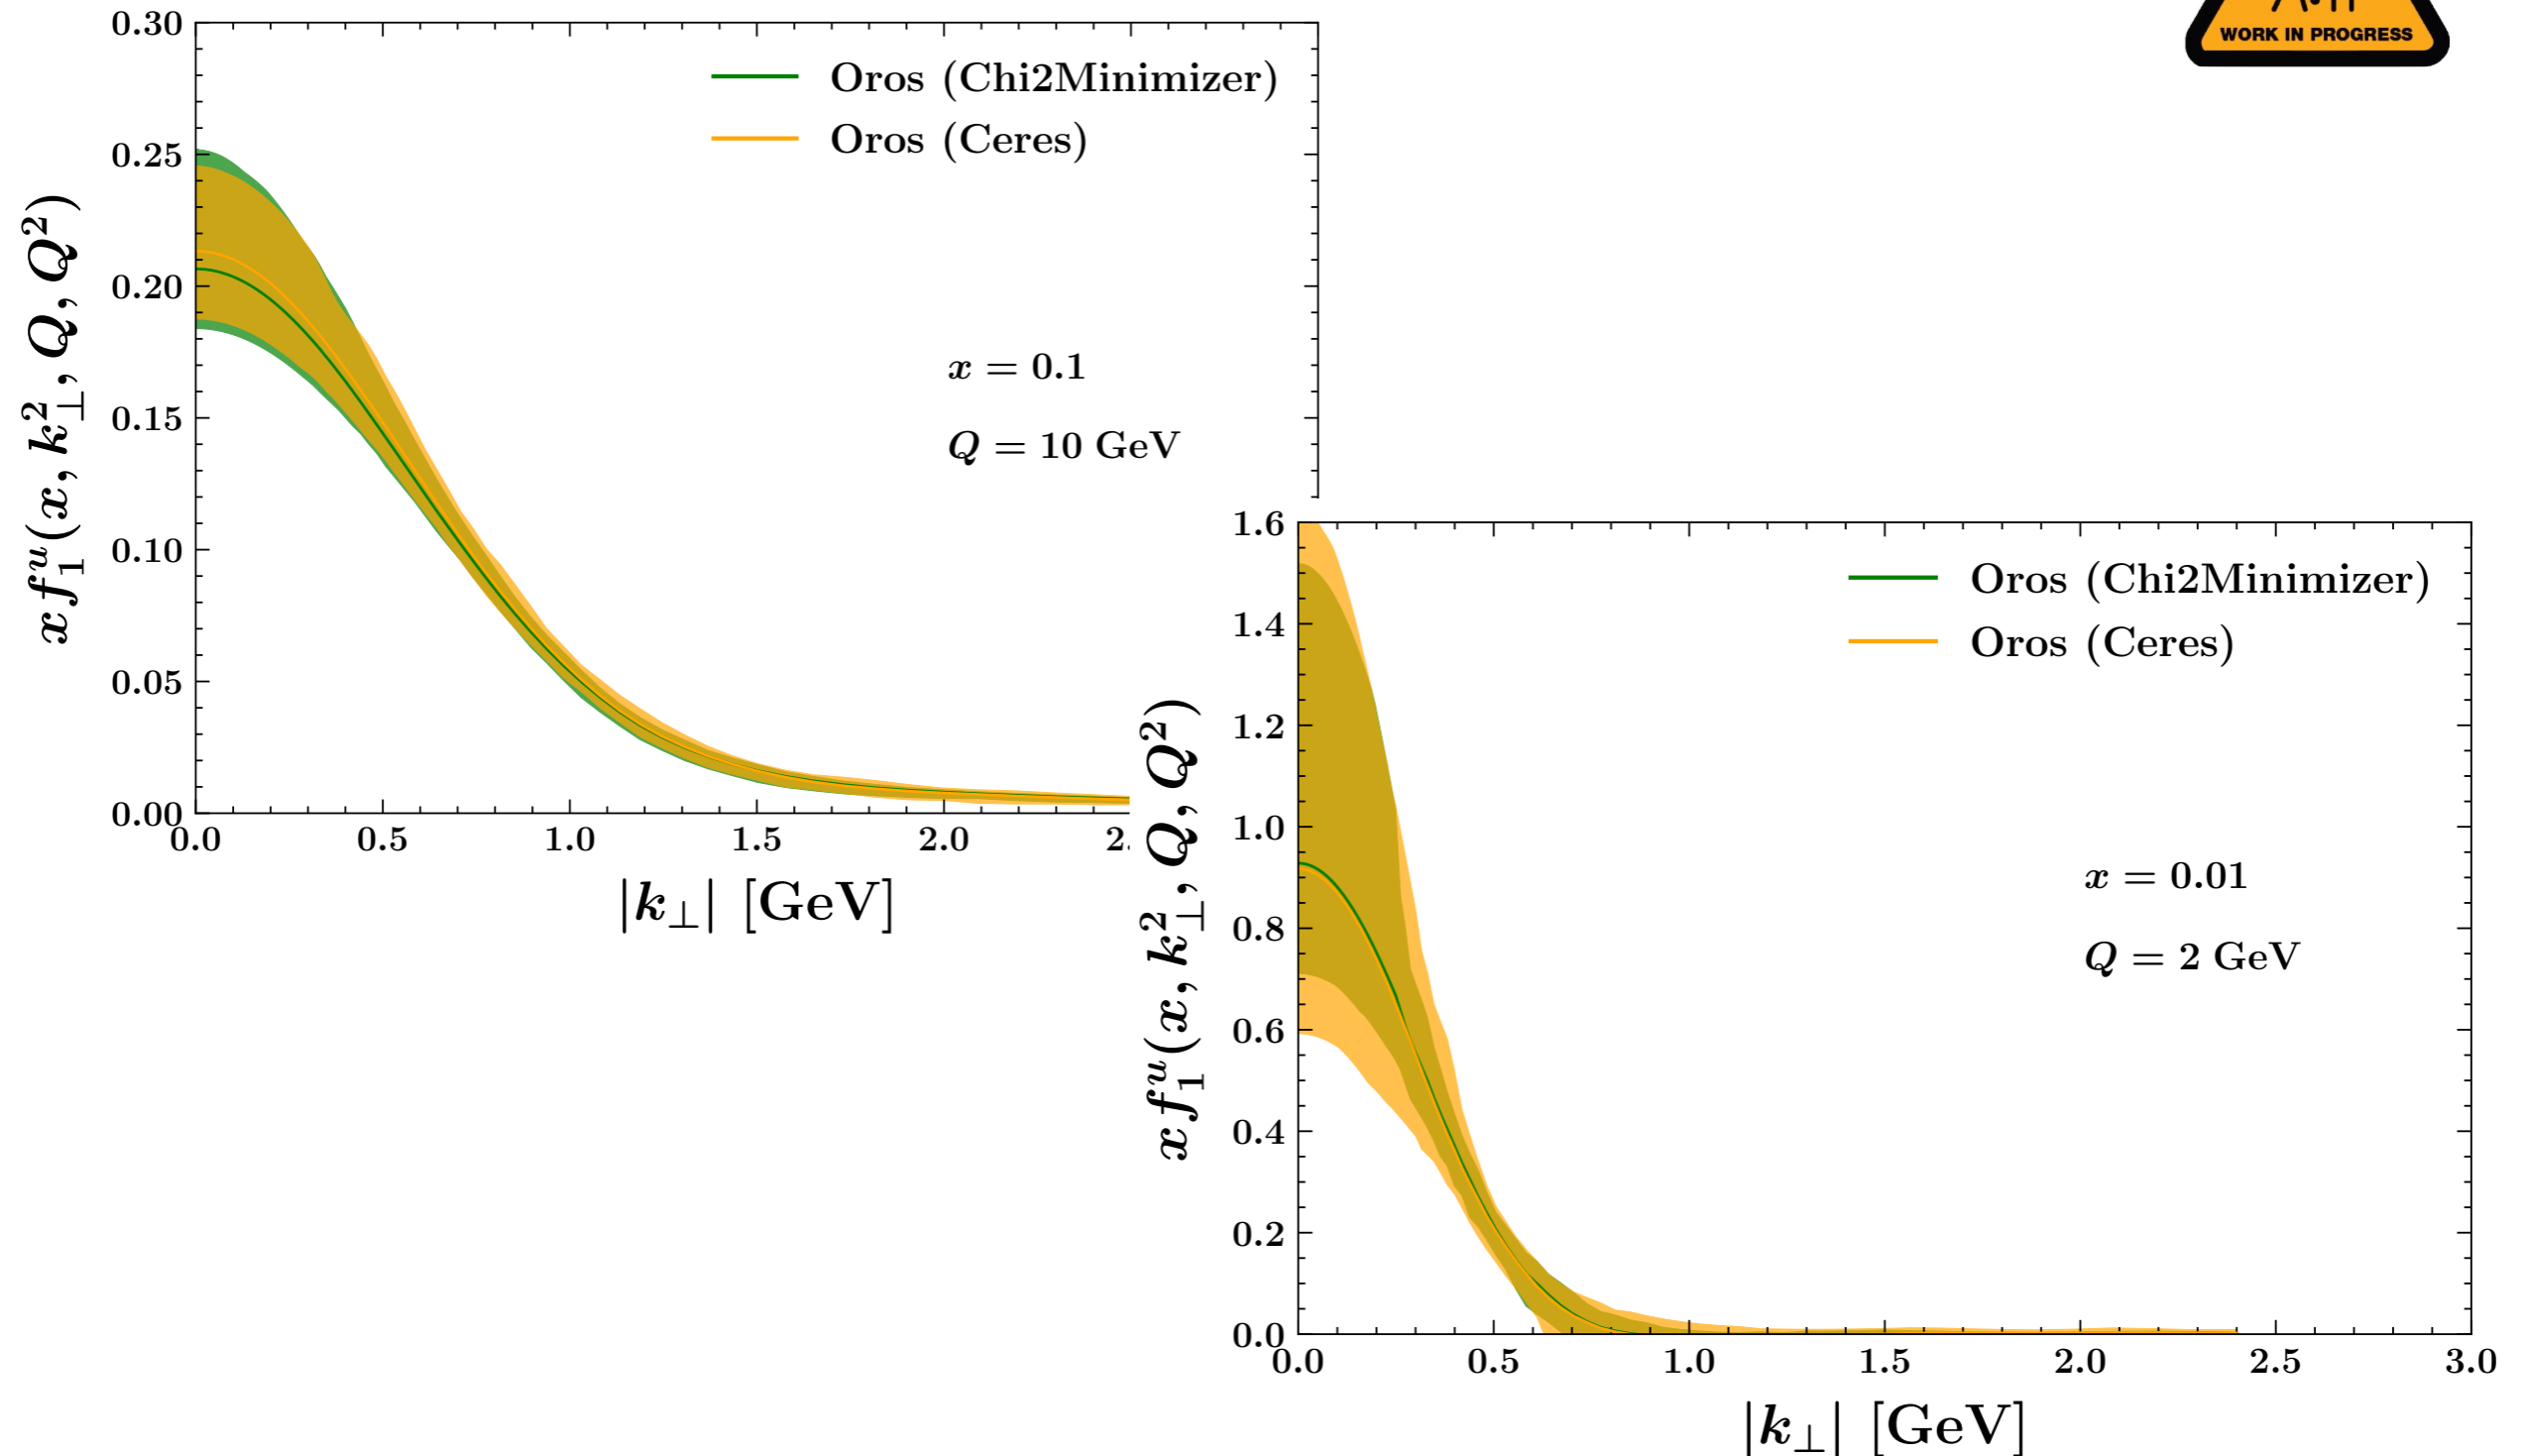 WORK IN PROGRESS
0.30
0.25
0.20
0.15
0.10
0.05
0.00
x f_1^u(x, k_⊥^2, Q, Q^2)
Oros (Chi2Minimizer)
Oros (Ceres)
x = 0.1
Q = 10 GeV
0.0 0.5 1.0 1.5 2.0 2.
|k_⊥| [GeV]
1.6
1.4
1.2
1.0
0.8
0.6
0.4
0.2
0.0
x f_1^u(x, k_⊥^2, Q, Q^2)
Oros (Chi2Minimizer)
Oros (Ceres)
x = 0.01
Q = 2 GeV
0.0 0.5 1.0 1.5 2.0 2.5 3.0
|k_⊥| [GeV]